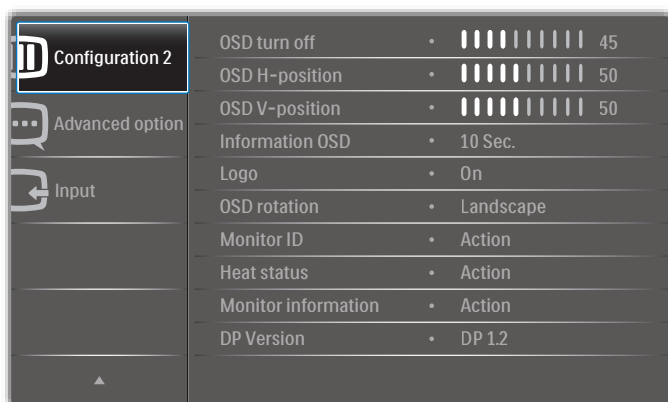 Configuration 2
Advanced option
Input
OSD turn off • 45
OSD H-position • 50
OSD V-position • 50
Information OSD • 10 Sec.
Logo • On
OSD rotation • Landscape
Monitor ID • Action
Heat status • Action
Monitor information • Action
DP Version • DP 1.2